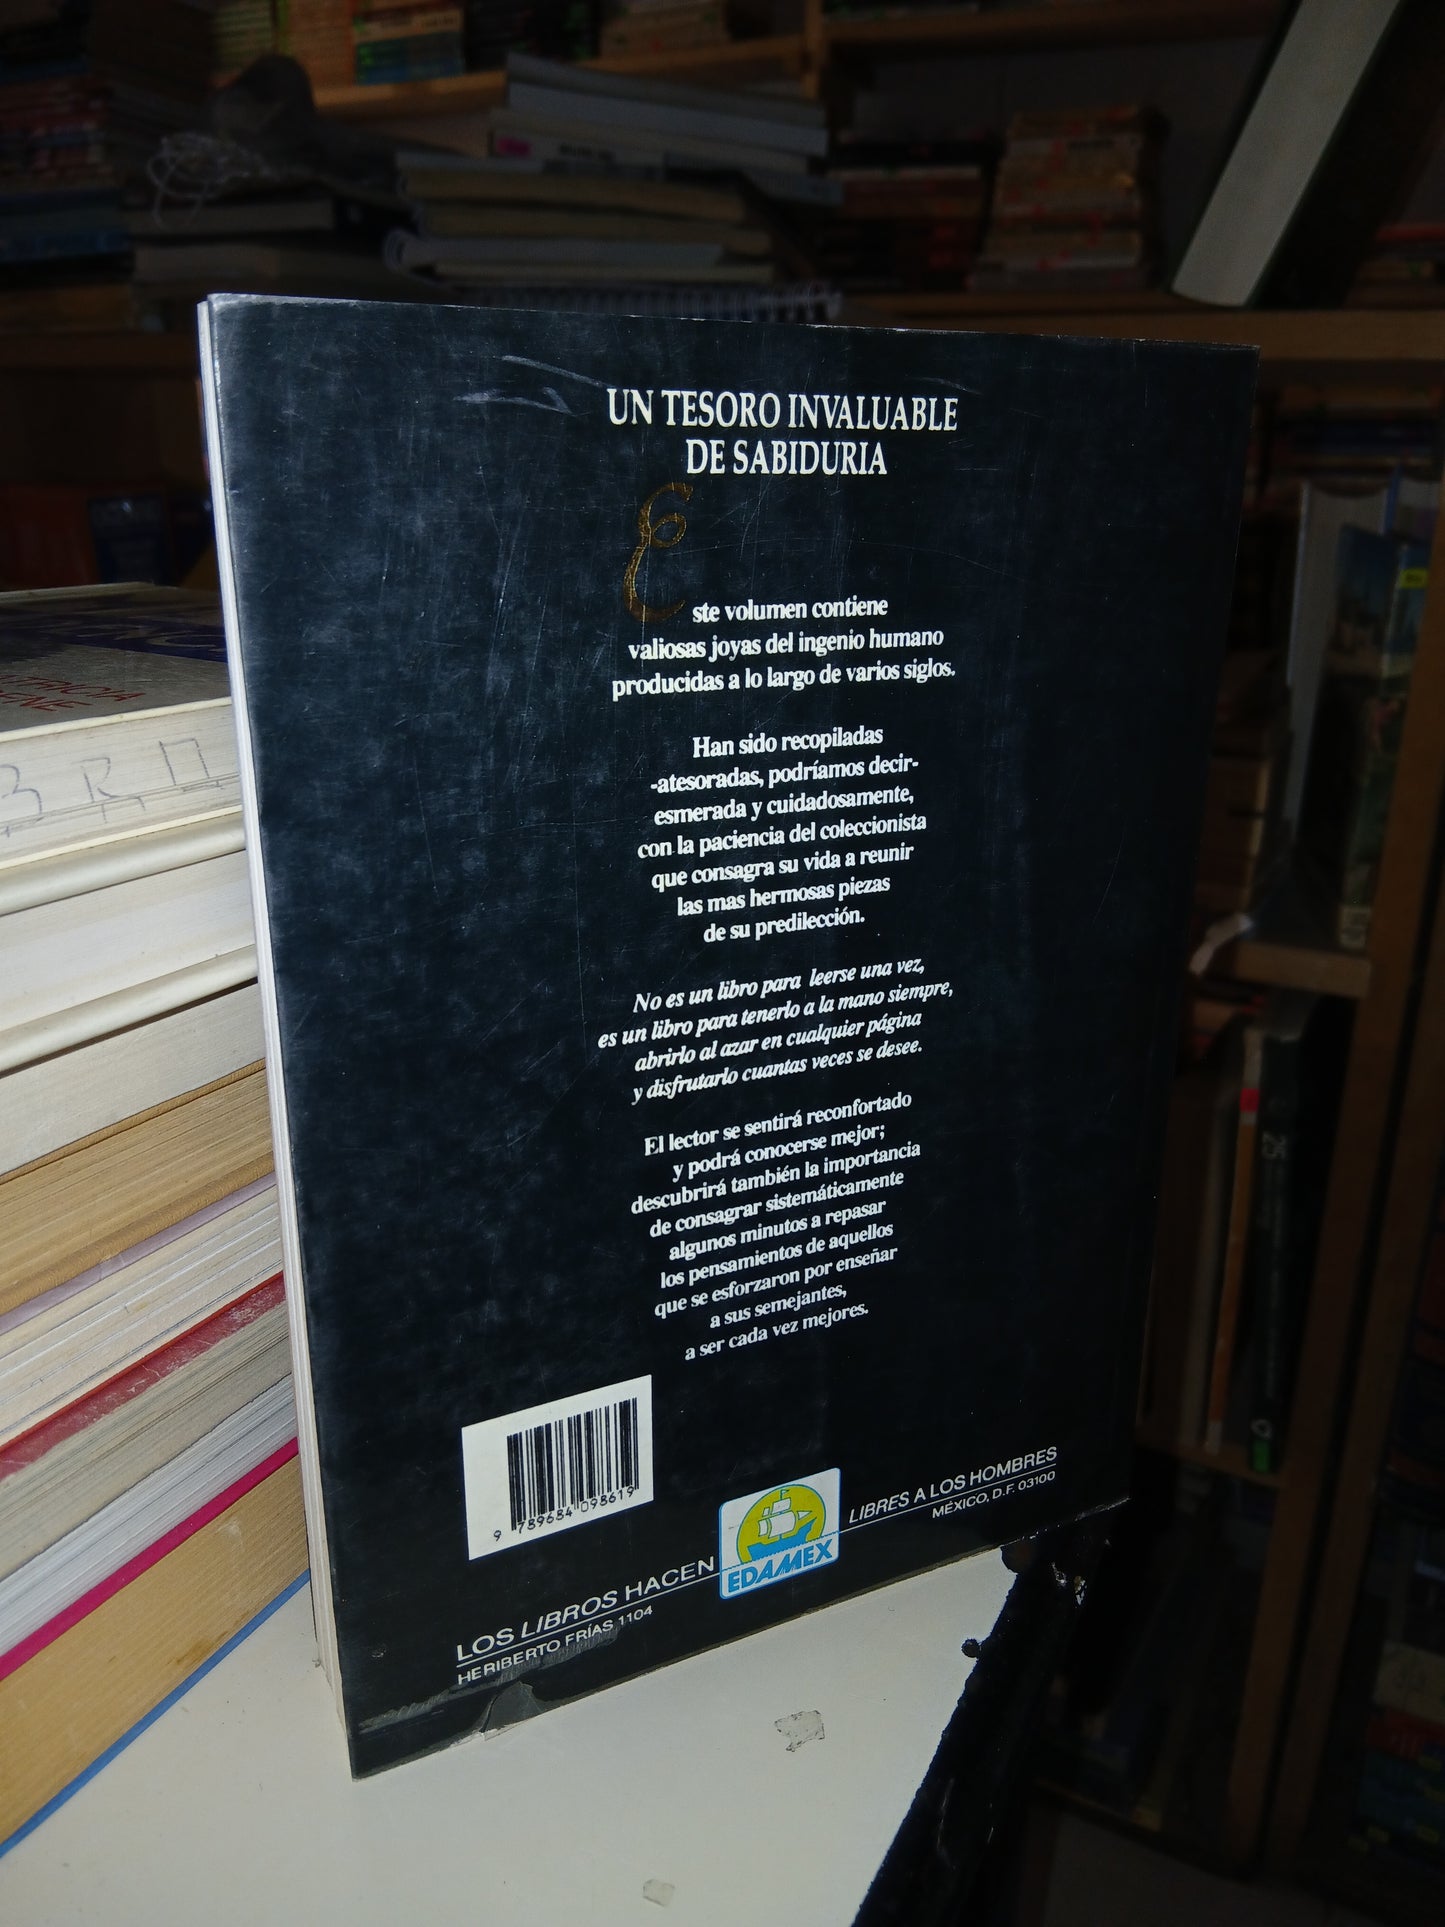 UN TESORO INVALUABLE
DE SABIDURIA
Este volumen contiene
valiosas joyas del ingenio humano
producidas a lo largo de varios siglos.
Han sido recopiladas
-atesoradas, podríamos decir-
esmerada y cuidadosamente,
con la paciencia del coleccionista
que consagra su vida a reunir
las mas hermosas piezas
de su predilección.
No es un libro para leerse una vez,
es un libro para tenerlo a la mano siempre,
abrirlo al azar en cualquier página
y disfrutarlo cuantas veces se desee.
El lector se sentirá reconfortado
y podrá conocerse mejor;
descubrirá también la importancia
de consagrar sistemáticamente
algunos minutos a repasar
los pensamientos de aquellos
que se esforzaron por enseñar
a sus semejantes,
a ser cada vez mejores.
9 789684 098619
LOS LIBROS HACEN
EDAMEX
LIBRES A LOS HOMBRES
HERIBERTO FRÍAS 1104
MÉXICO, D.F. 03100
25